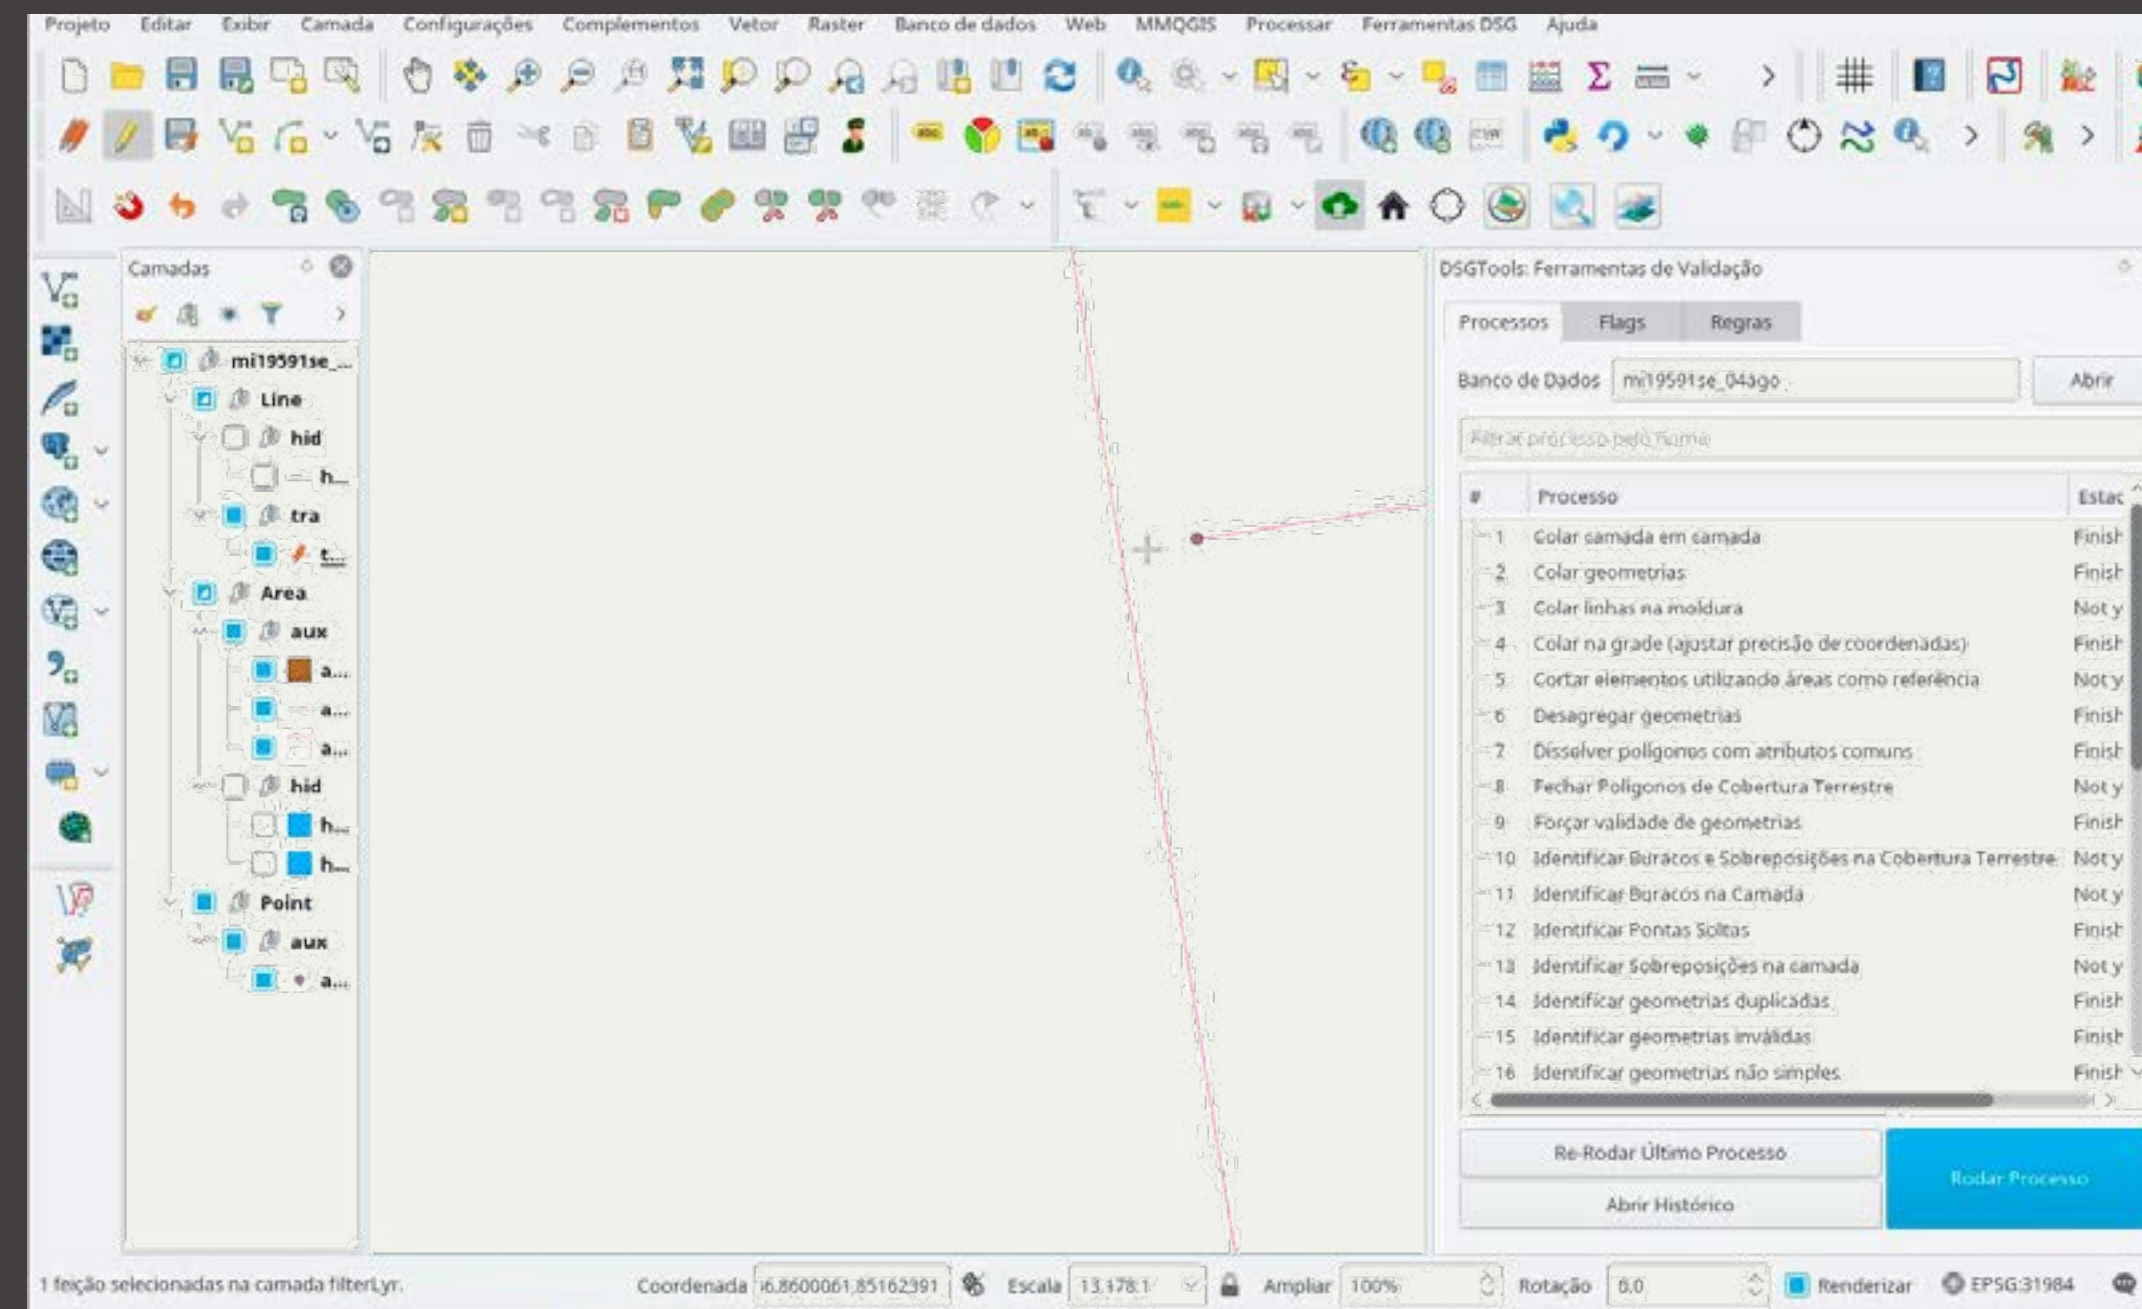 Projeto Editar Exibir Camada Configurações Complementos Vetor Raster Banco de dados Web MMQGIS Processar Ferramentas DSG Ajuda
Camadas
mi19591se_...
Line
hid
h...
tra
t...
Area
aux
a...
a...
a...
hid
h...
h...
Point
aux
a...
DSGTools: Ferramentas de Validação
Processos Flags Regras
Banco de Dados mi19591se_04ago Abrir
Filtrar processo pelo nome
# Processo Estac
1 Colar camada em camada Finish
2 Colar geometrias Finish
3 Colar linhas na moldura Not y
4 Colar na grade (ajustar precisão de coordenadas) Finish
5 Cortar elementos utilizando áreas como referência Not y
6 Desagregar geometrias Finish
7 Dissolver polígonos com atributos comuns Finish
8 Fechar Polígonos de Cobertura Terrestre Not y
9 Forçar validade de geometrias Finish
10 Identificar Buracos e Sobreposições na Cobertura Terrestre Not y
11 Identificar Buracos na Camada Not y
12 Identificar Pontas Soltas Finish
13 Identificar Sobreposições na camada Not y
14 Identificar geometrias duplicadas Finish
15 Identificar geometrias inválidas Finish
16 Identificar geometrias não simples Finish
Re-Rodar Último Processo
Rodar Processo
Abrir Histórico
1 feição selecionadas na camada filterLyr. Coordenada Escala Ampliar 100% Rotação 0.0 Renderizar EPSG:31984